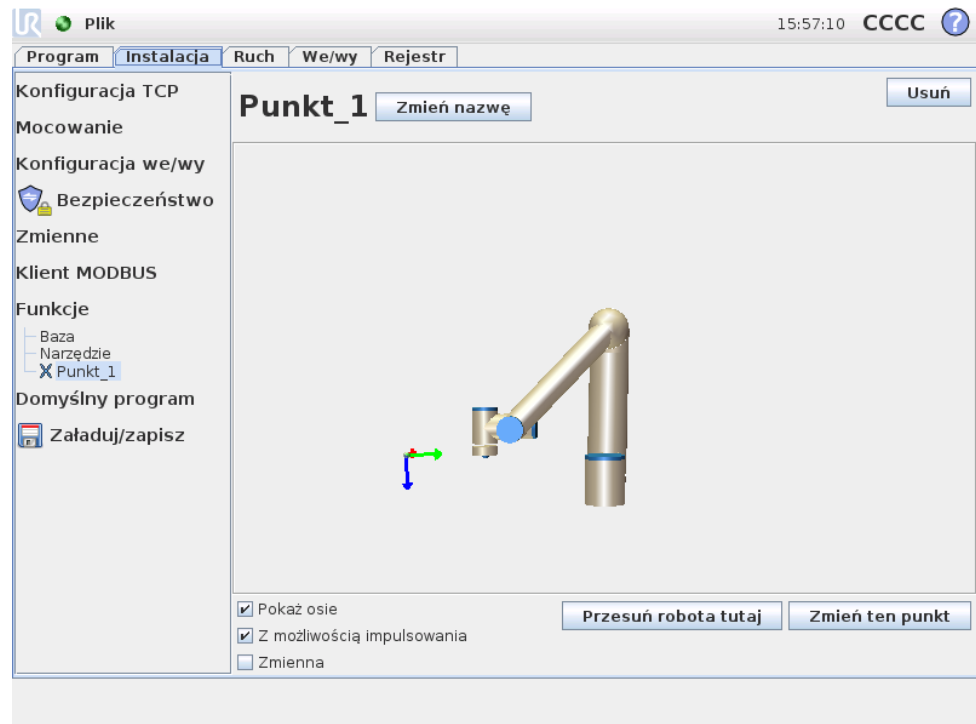 UR Plik 15:57:10 CCCC ?
Program Instalacja Ruch We/wy Rejestr
Konfiguracja TCP
Mocowanie
Konfiguracja we/wy
Bezpieczeństwo
Zmienne
Klient MODBUS
Funkcje
Baza
Narzędzie
Punkt_1
Domyślny program
Załaduj/zapisz
Punkt_1 Zmień nazwę Usuń
Pokaż osie
Z możliwością impulsowania
Zmienna
Przesuń robota tutaj Zmień ten punkt